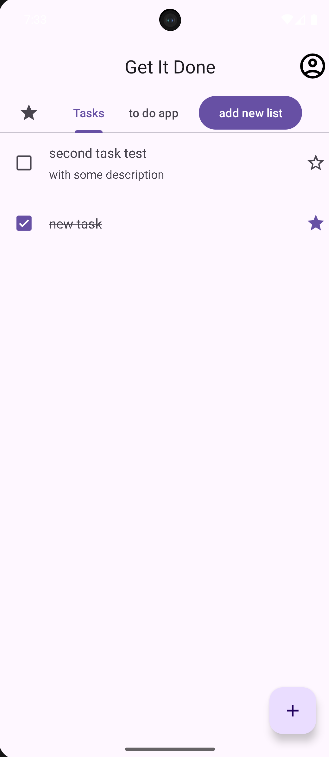 Get It Done
Tasks
to do app
add new list
second task test
with some description
new task